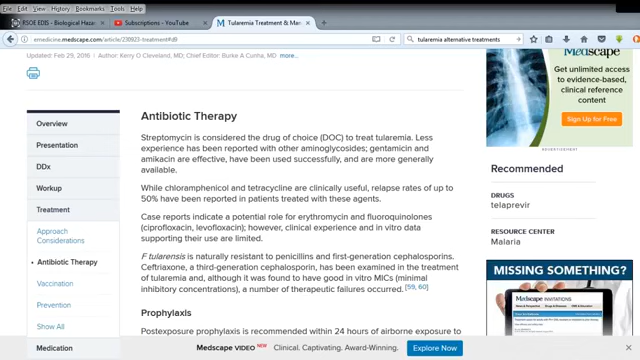 File Edit View History Bookmarks Tools Help
RSOE EDIS - Biological Hazar
Subscriptions - YouTube
Tularemia Treatment & Man
emedicine.medscape.com/article/230923-treatment#d9
tularemia alternative treatments
Updated: Feb 29, 2016
Author: Kerry O Cleveland, MD; Chief Editor: Burke A Cunha, MD
more...
Overview
Presentation
DDx
Workup
Treatment
Approach
Considerations
Antibiotic Therapy
Vaccination
Prevention
Show All
Medication
Antibiotic Therapy
Streptomycin is considered the drug of choice (DOC) to treat tularemia. Less
experience has been reported with other aminoglycosides; gentamicin and
amikacin are effective, have been used successfully, and are more generally
available.
While chloramphenicol and tetracycline are clinically useful, relapse rates of up to
50% have been reported in patients treated with these agents.
Case reports indicate a potential role for erythromycin and fluoroquinolones
(ciprofloxacin, levofloxacin); however, clinical experience and in vitro data
supporting their use are limited.
F tularensis is naturally resistant to penicillins and first-generation cephalosporins.
Ceftriaxone, a third-generation cephalosporin, has been examined in the treatment
of tularemia and, although it was found to have good in vitro MICs (minimal
inhibitory concentrations), a number of therapeutic failures occurred. [59, 60]
Prophylaxis
Postexposure prophylaxis is recommended within 24 hours of airborne exposure to
Medscape
Get unlimited access
to evidence-based,
clinical reference
content
Sign Up for Free
ADVERTISEMENT
Recommended
DRUGS
telaprevir
RESOURCE CENTER
Malaria
MISSING SOMETHING?
Medscape INVITATIONS
Medscape VIDEO NEW Clinical. Captivating. Award-Winning. Explore Now